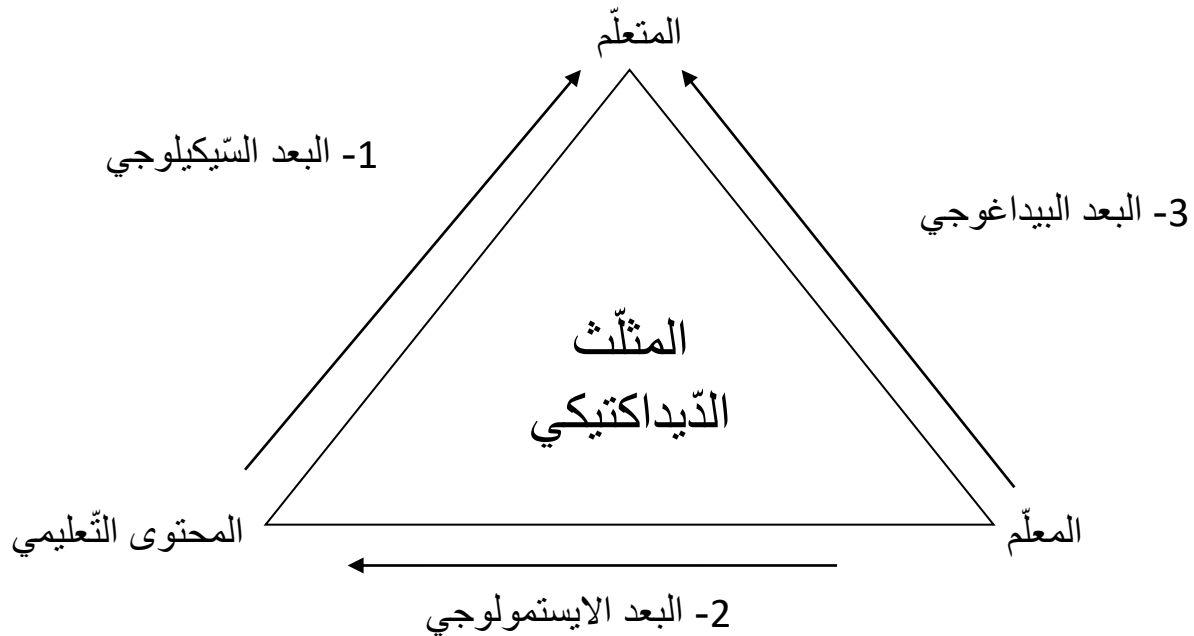 المتعلّم
1- البعد السّيكيلوجي
3- البعد البيداغوجي
المثلّث
الدّيداكتيكي
المحتوى التّعليمي
المعلّم
2- البعد الايستمولوجي